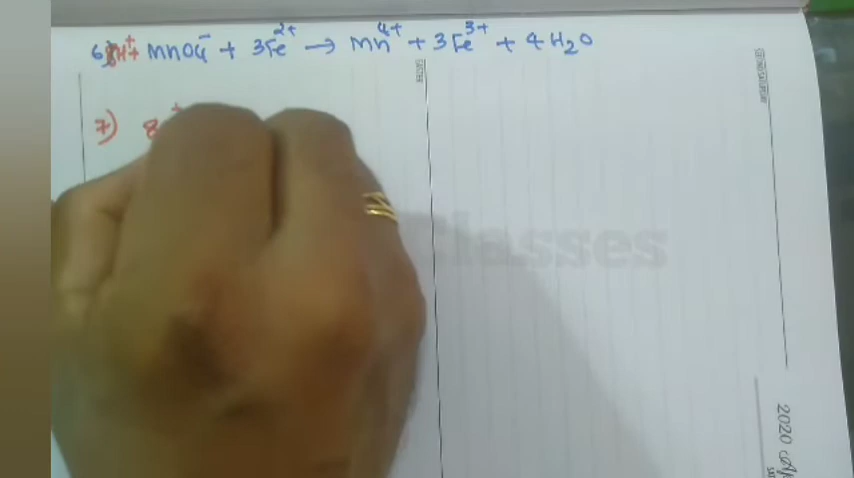 6) 8H⁺ + MnO4⁻ + 3Fe²⁺ → Mn⁴⁺ + 3Fe³⁺ + 4H2O
7) 8
Classes
2020